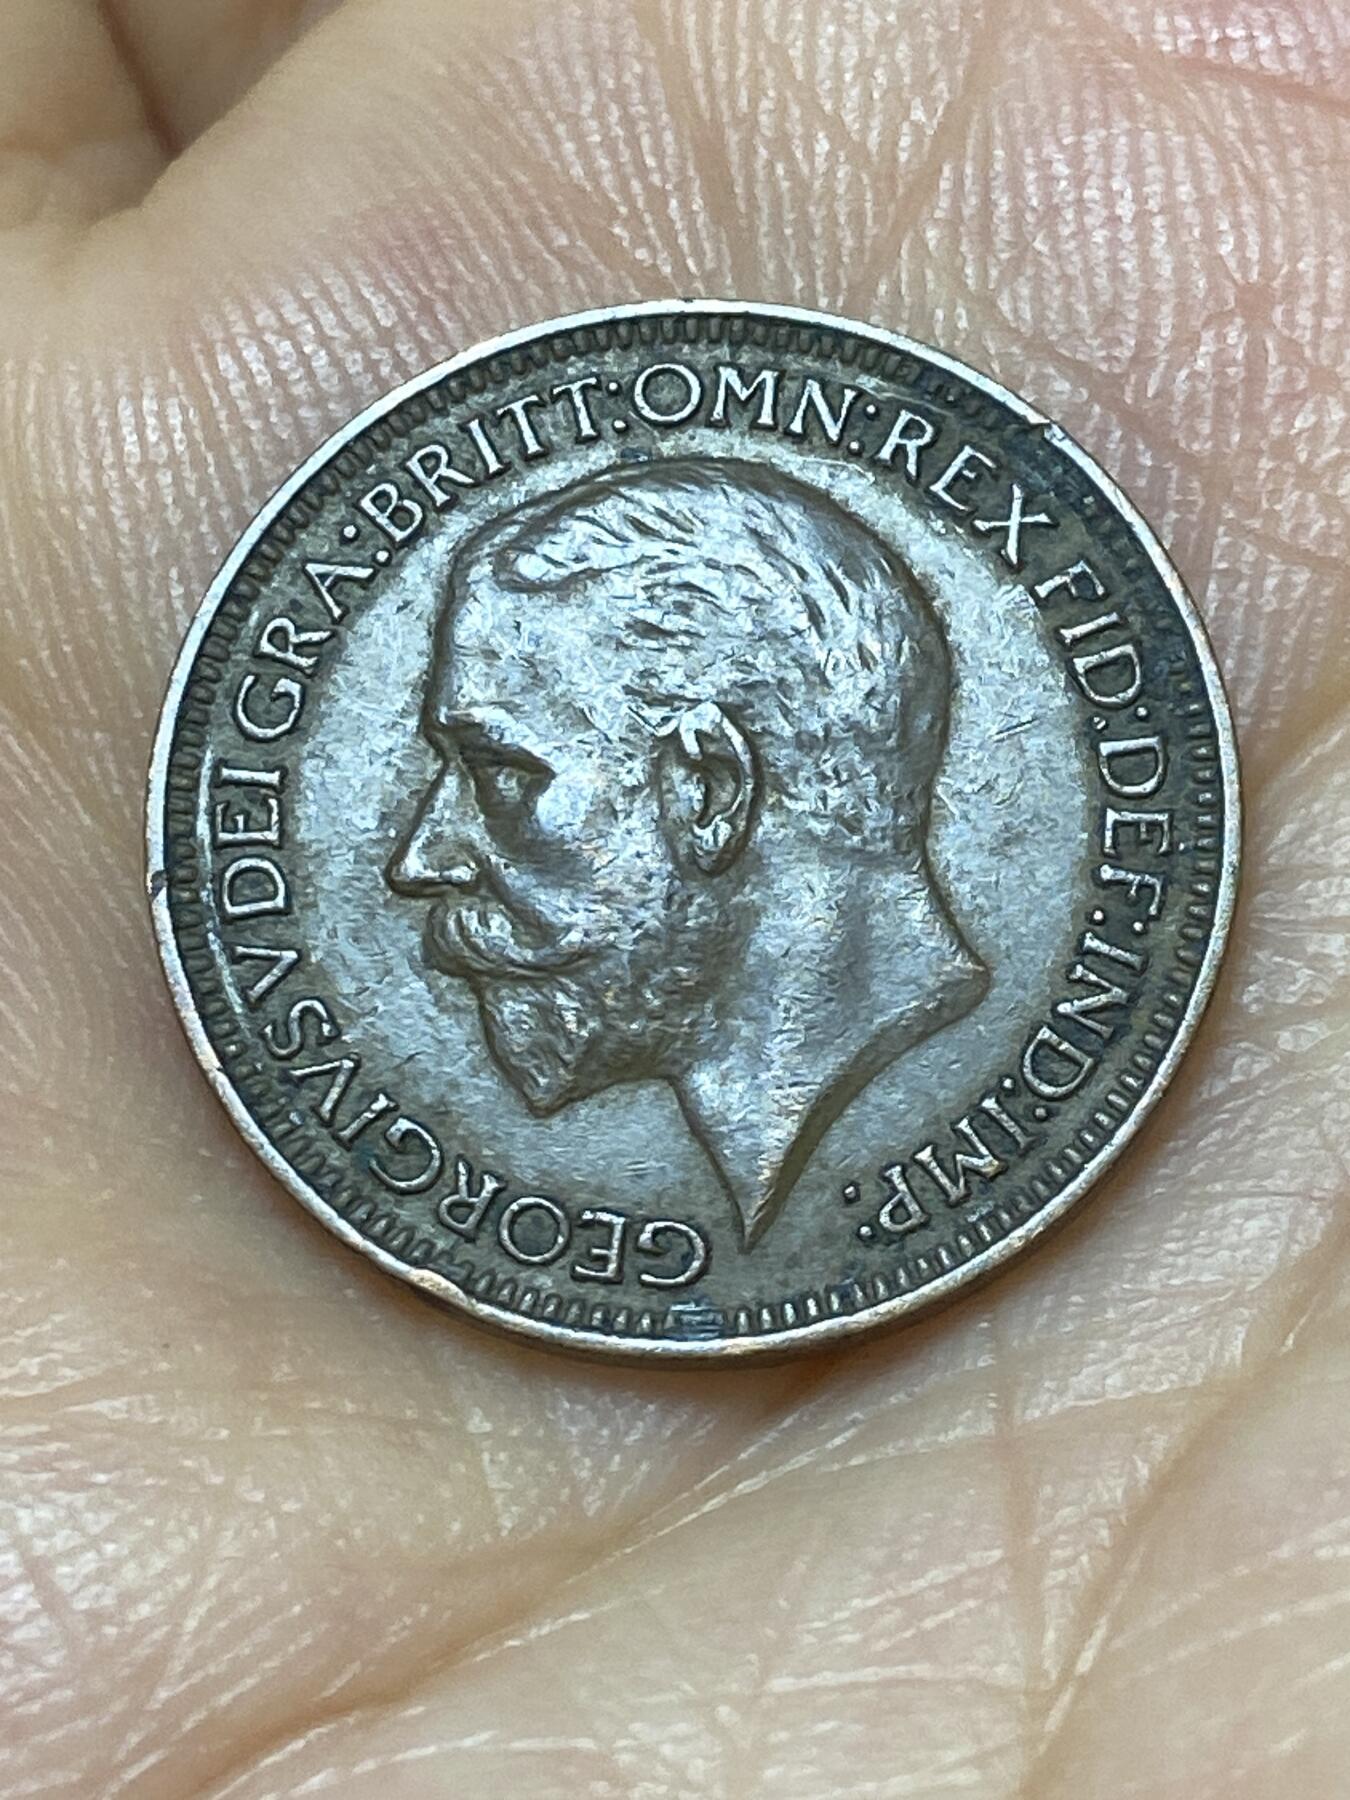 GEORGIVS V DEI GRA:BRITT:OMN:REX FID:DEF:IND:IMP: